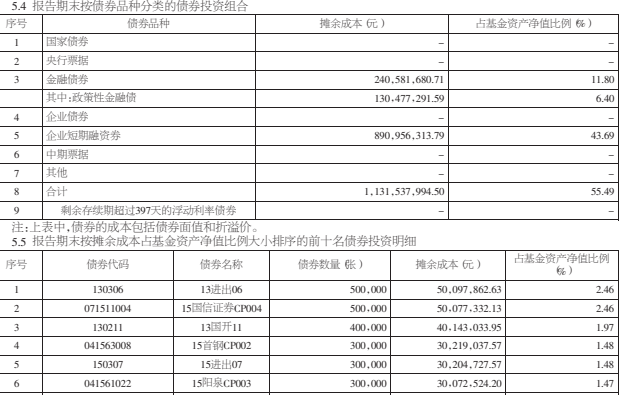 5.4 报告期末按债券品种分类的债券投资组合
序号 债券品种 摊余成本（元） 占基金资产净值比例（%）
1 国家债券 – –
2 央行票据 – –
3 金融债券 240,581,680.71 11.80
其中:政策性金融债 130,477,291.59 6.40
4 企业债券 – –
5 企业短期融资券 890,956,313.79 43.69
6 中期票据 – –
7 其他 – –
8 合计 1,131,537,994.50 55.49
9 剩余存续期超过397天的浮动利率债券 – –
注:上表中,债券的成本包括债券面值和折溢价。
5.5 报告期末按摊余成本占基金资产净值比例大小排序的前十名债券投资明细
序号 债券代码 债券名称 债券数量（张） 摊余成本（元） 占基金资产净值比例
（%）
1 130306 13进出06 500,000 50,097,862.63 2.46
2 071511004 15国信证券CP004 500,000 50,077,332.13 2.46
3 130211 13国开11 400,000 40,143,033.95 1.97
4 041563008 15首钢CP002 300,000 30,219,037.57 1.48
5 150307 15进出07 300,000 30,204,727.57 1.48
6 041561022 15阳泉CP003 300,000 30,072,524.20 1.47